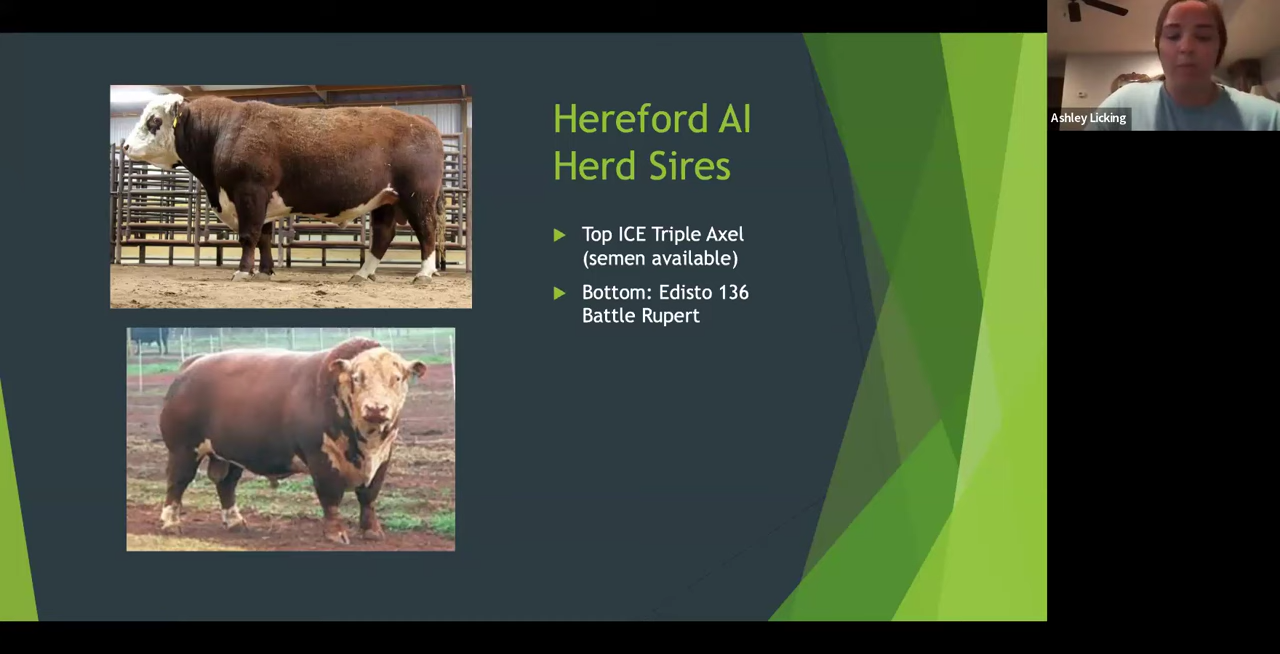 Hereford AI
Herd Sires
Top ICE Triple Axel
(semen available)
Bottom: Edisto 136
Battle Rupert
Ashley Licking